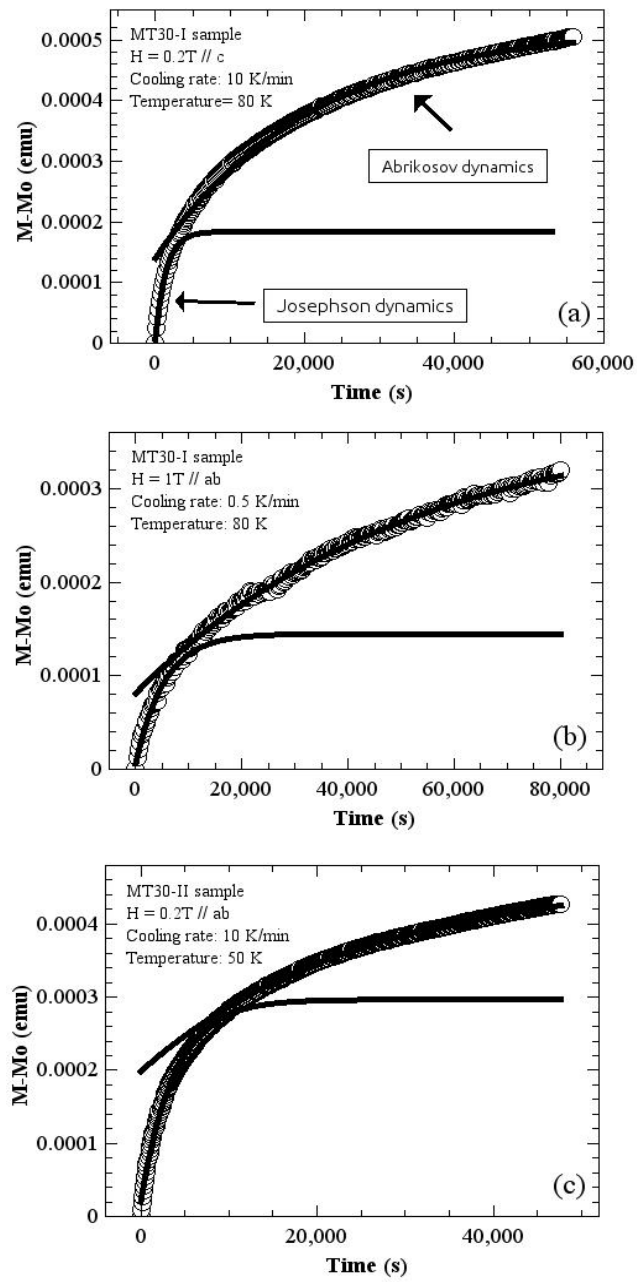 0.0005
0.0004
0.0003
0.0002
0.0001
0
M-Mo (emu)
MT30-I sample
H = 0.2T // c
Cooling rate: 10 K/min
Temperature= 80 K
Abrikosov dynamics
Josephson dynamics
(a)
0 20,000 40,000 60,000
Time (s)
0.0003
0.0002
0.0001
0
M-Mo (emu)
MT30-I sample
H = 1T // ab
Cooling rate: 0.5 K/min
Temperature: 80 K
(b)
0 20,000 40,000 60,000 80,000
Time (s)
0.0004
0.0003
0.0002
0.0001
0
M-Mo (emu)
MT30-II sample
H = 0.2T // ab
Cooling rate: 10 K/min
Temperature: 50 K
(c)
0 20,000 40,000
Time (s)